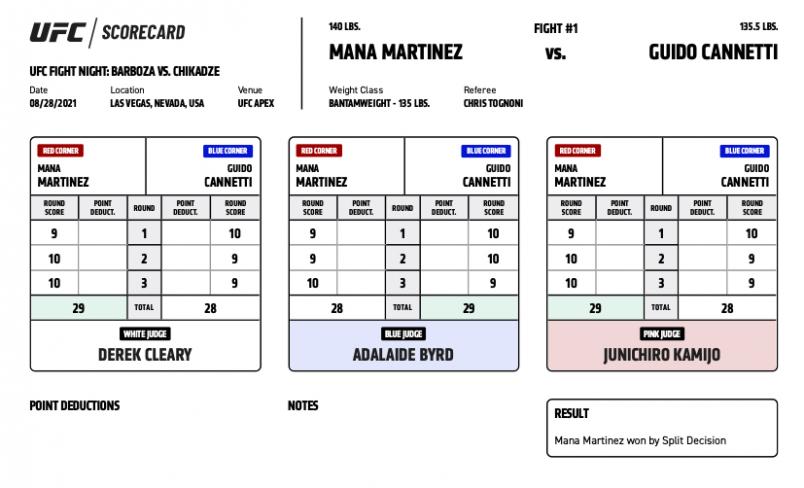 UFC / SCORECARD
UFC FIGHT NIGHT: BARBOZA VS. CHIKADZE
Date Location Venue
08/28/2021 LAS VEGAS, NEVADA, USA UFC APEX
140 LBS. FIGHT #1 135.5 LBS.
MANA MARTINEZ VS. GUIDO CANNETTI
Weight Class Referee
BANTAMWEIGHT - 135 LBS. CHRIS TOGNONI
RED CORNER BLUE CORNER
MANA GUIDO
MARTINEZ CANNETTI
ROUND SCORE POINT DEDUCT. ROUND POINT DEDUCT. ROUND SCORE
9 1 10
10 2 9
10 3 9
29 TOTAL 28
WHITE JUDGE
DEREK CLEARY
RED CORNER BLUE CORNER
MANA GUIDO
MARTINEZ CANNETTI
ROUND SCORE POINT DEDUCT. ROUND POINT DEDUCT. ROUND SCORE
9 1 10
9 2 10
10 3 9
28 TOTAL 29
BLUE JUDGE
ADALAIDE BYRD
RED CORNER BLUE CORNER
MANA GUIDO
MARTINEZ CANNETTI
ROUND SCORE POINT DEDUCT. ROUND POINT DEDUCT. ROUND SCORE
9 1 10
10 2 9
10 3 9
29 TOTAL 28
PINK JUDGE
JUNICHIRO KAMIJO
POINT DEDUCTIONS
NOTES
RESULT
Mana Martinez won by Split Decision